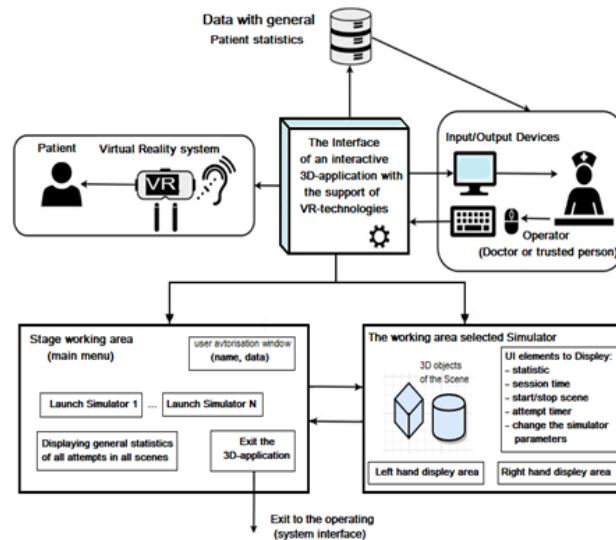 Data with general
Patient statistics
Patient
Virtual Reality system
VR
The Interface
of an interactive
3D-application with
the support of
VR-technologies
Input/Output Devices
Operator
(Doctor or trusted person)
Stage working area
(main menu)
user avtorisation window
(name, data)
Launch Simulator 1
...
Launch Simulator N
Displaying general statistics
of all attempts in all scenes
Exit the
3D-application
Exit to the operating
(system interface)
The working area selected Simulator
3D objects
of the Scene
UI elements to Displey:
- statistic
- session time
- start/stop scene
- attempt timer
- change the simulator
parameters
Left hand display area
Right hand display area